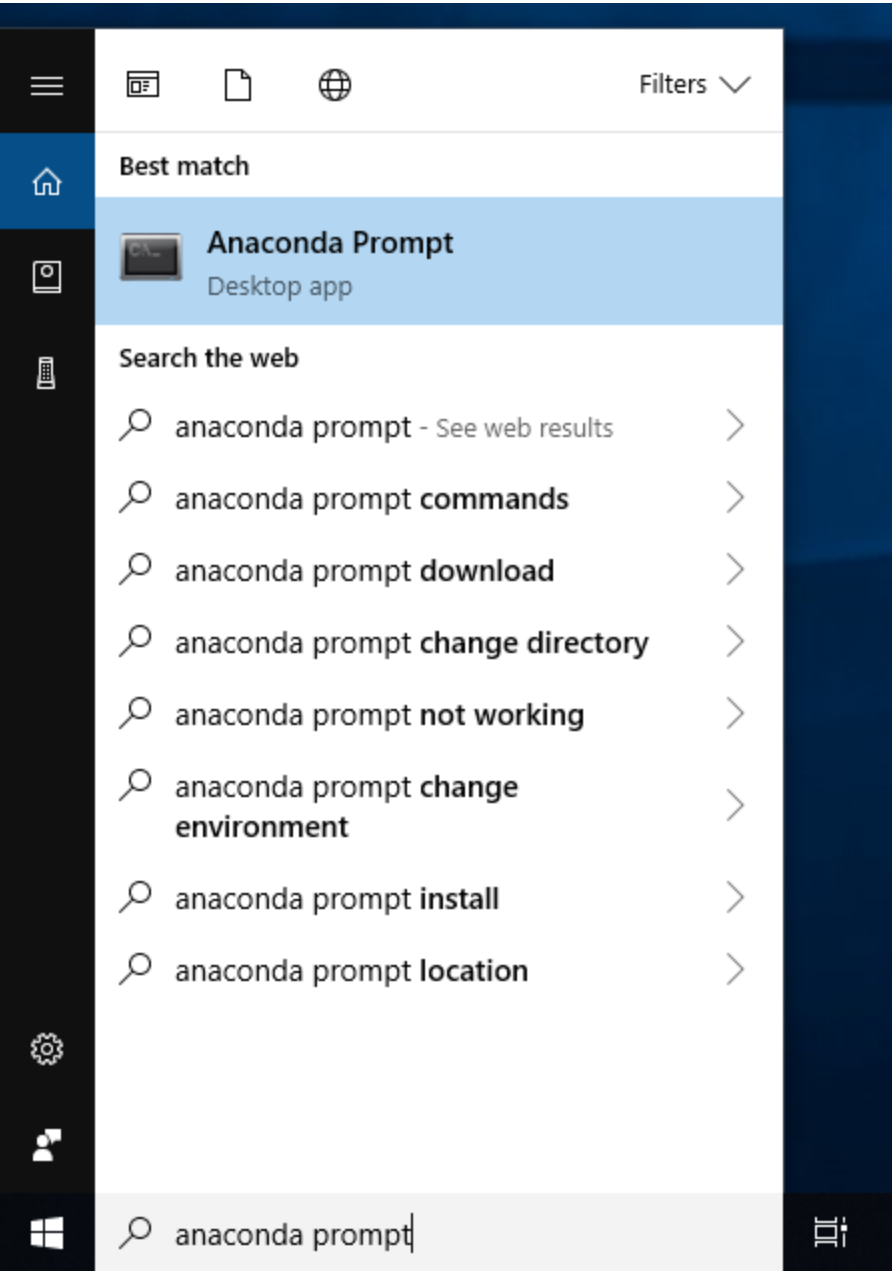 Filters
Best match
Anaconda Prompt
Desktop app
Search the web
anaconda prompt - See web results
anaconda prompt commands
anaconda prompt download
anaconda prompt change directory
anaconda prompt not working
anaconda prompt change
environment
anaconda prompt install
anaconda prompt location
anaconda prompt